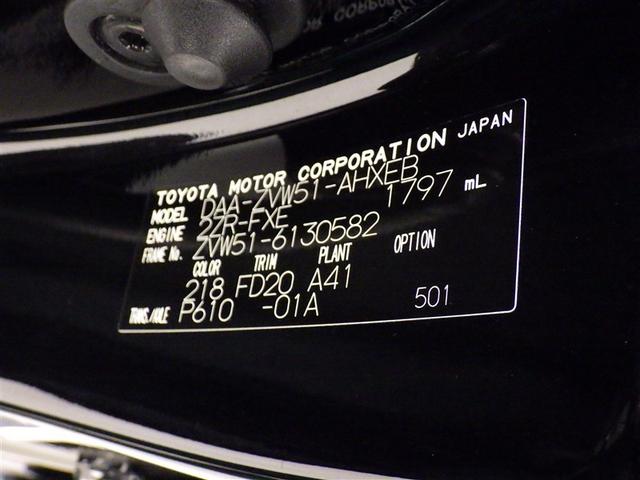 TOYOTA MOTOR CORPORATION JAPAN
MODEL DAA-ZVW51-AHXEB
ENGINE 2ZR-FXE 1797 mL
FRAME No. ZVW51-6130582
COLOR TRIM PLANT OPTION
218 FD20 A41
TRANS./AXLE P610 -01A 501